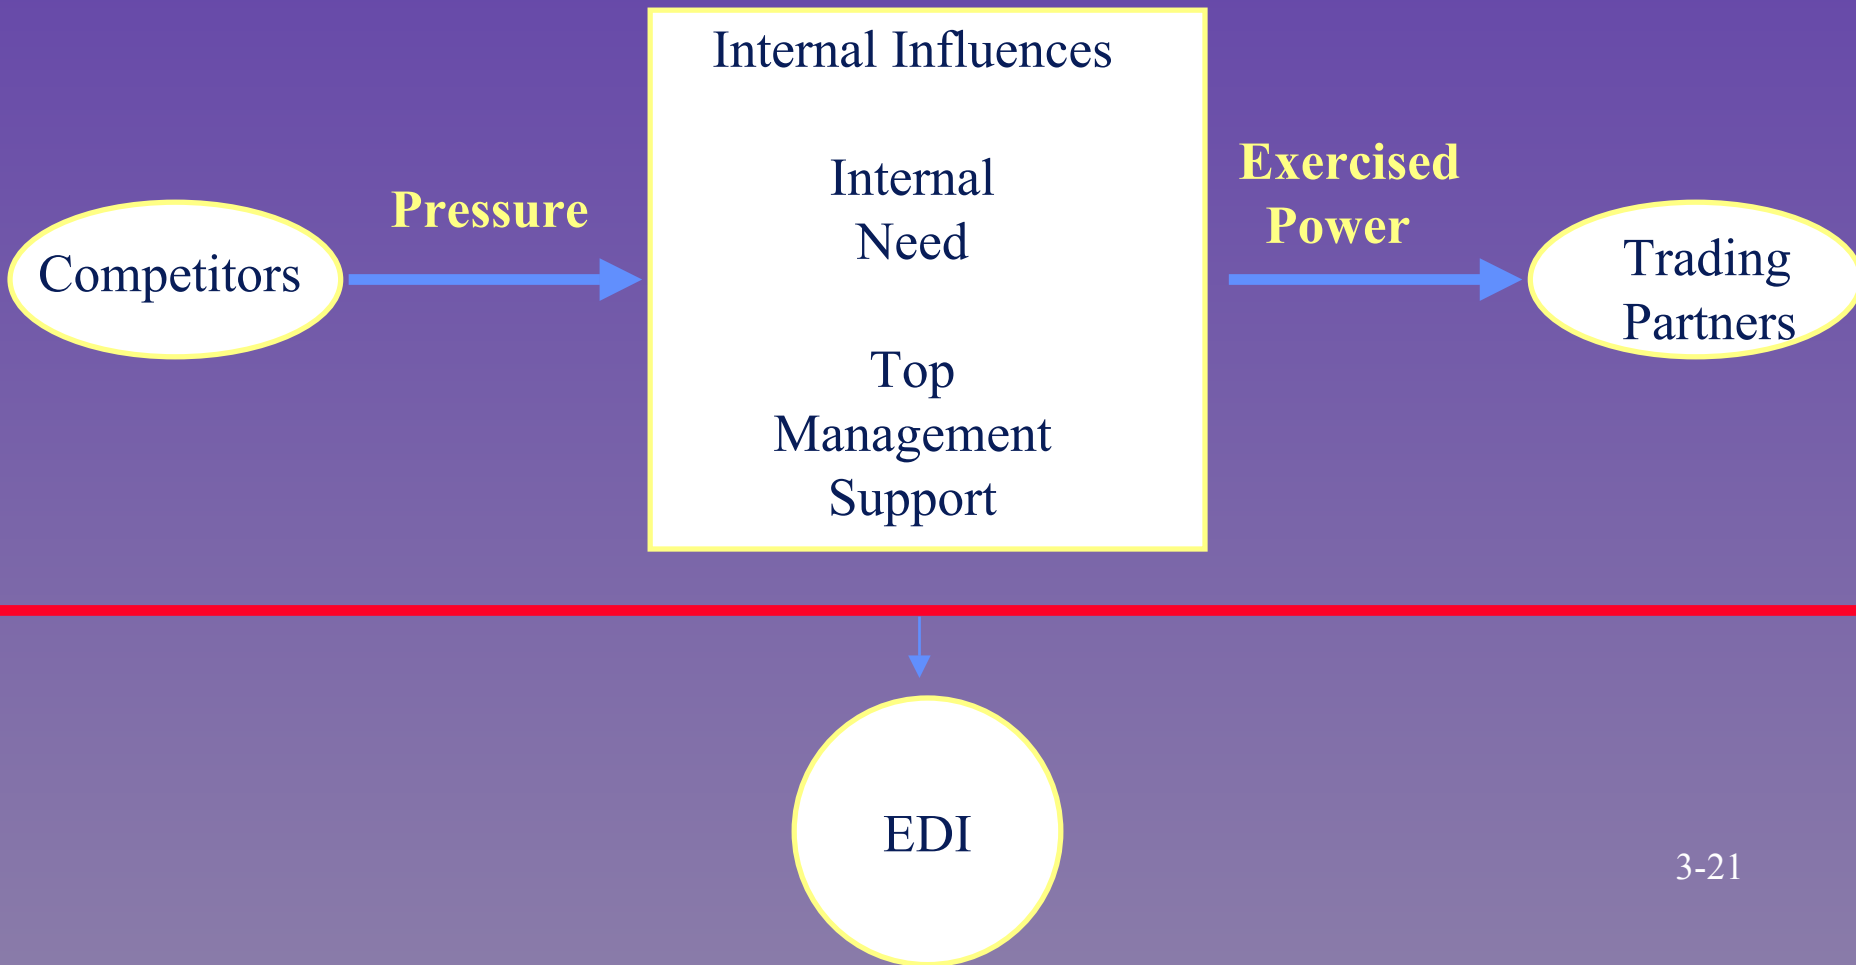 Internal Influences
Internal
Need
Top
Management
Support
Competitors
Pressure
Exercised
Power
Trading
Partners
EDI
3-21